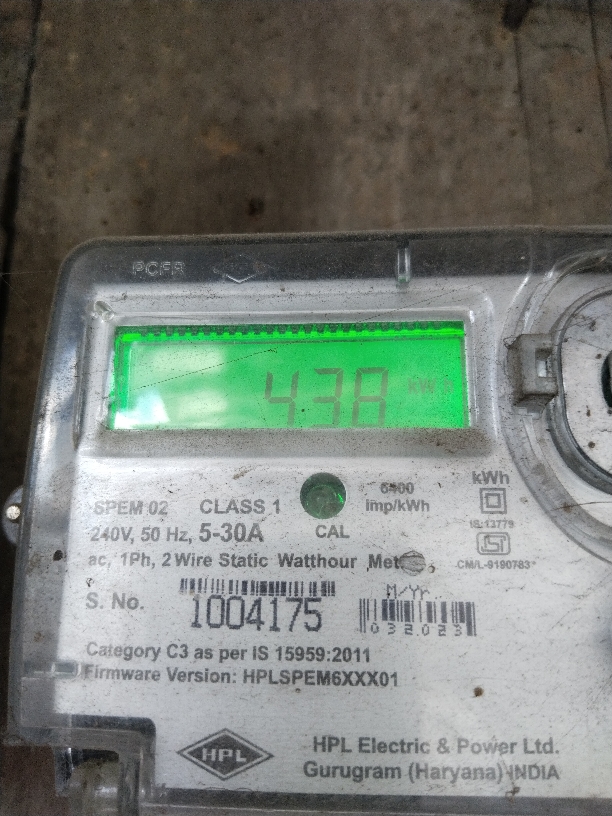 PCFR
438 kWh
kWh
6400
imp/kWh
SPEM 02 CLASS 1
IS:13779
240V, 50 Hz, 5-30A CAL
ac, 1Ph, 2 Wire Static Watthour
CM/L-9190783
M/Yr.
S. No. 1004175
032023
Category C3 as per IS 15959:2011
Firmware Version: HPLSPEM6XXX01
HPL
HPL Electric & Power Ltd.
Gurugram (Haryana) INDIA